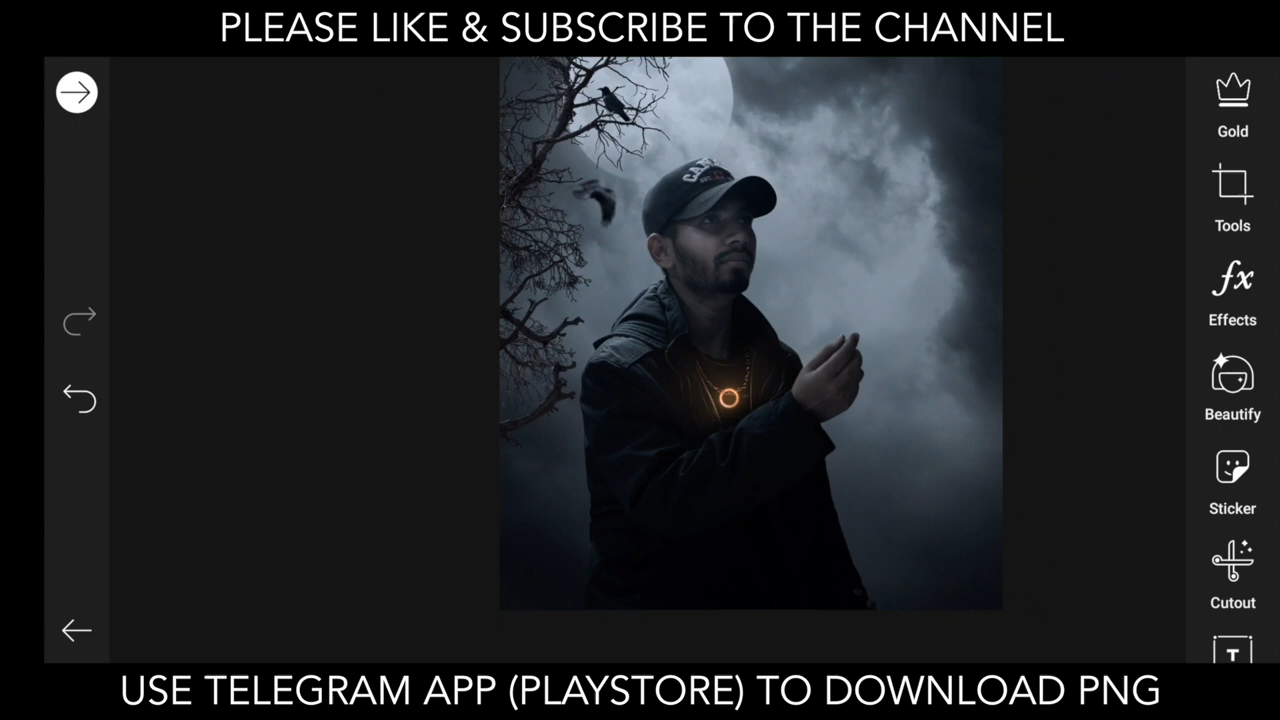 PLEASE LIKE & SUBSCRIBE TO THE CHANNEL
Gold
Tools
fx
Effects
Beautify
Sticker
Cutout
T
USE TELEGRAM APP (PLAYSTORE) TO DOWNLOAD PNG